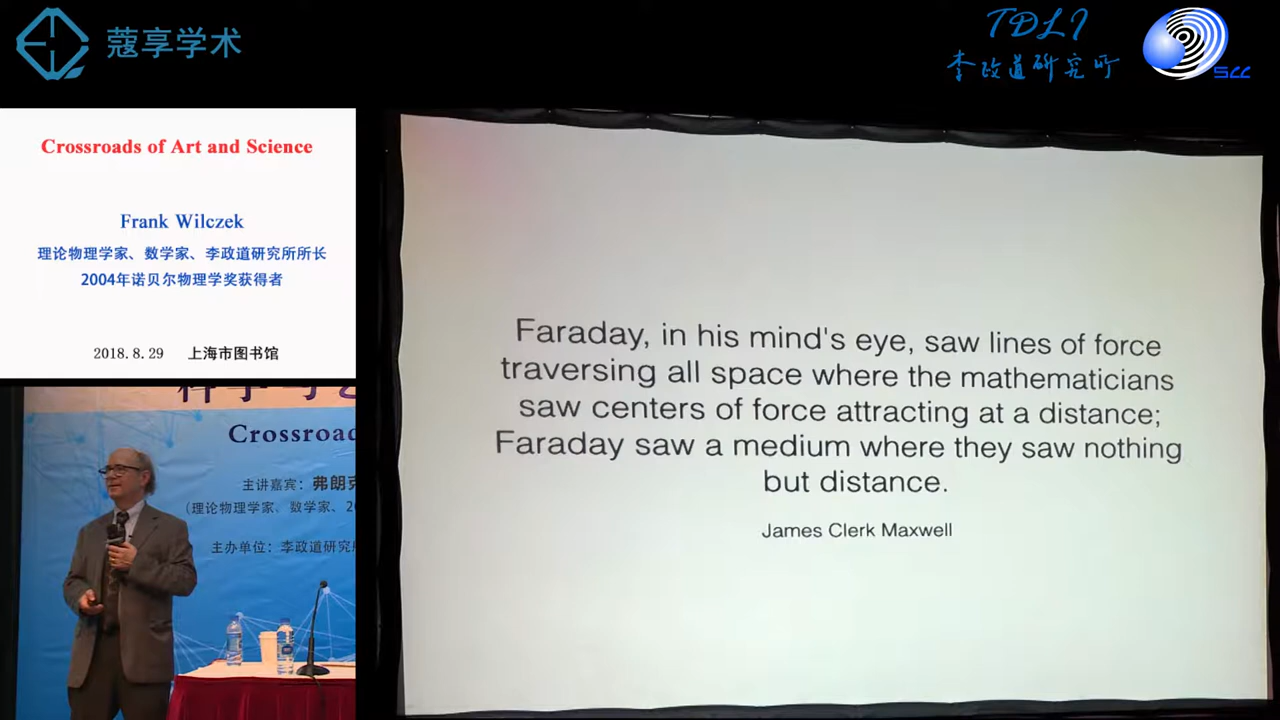 蔻享学术
TDLI
李政道研究所
SCC
Crossroads of Art and Science
Frank Wilczek
理论物理学家、数学家、李政道研究所所长
2004年诺贝尔物理学奖获得者
2018.8.29 上海市图书馆
Crossroad
主讲嘉宾：弗朗克
（理论物理学家、数学家、20
主办单位：李政道研究所
Faraday, in his mind's eye, saw lines of force
traversing all space where the mathematicians
saw centers of force attracting at a distance;
Faraday saw a medium where they saw nothing
but distance.
James Clerk Maxwell